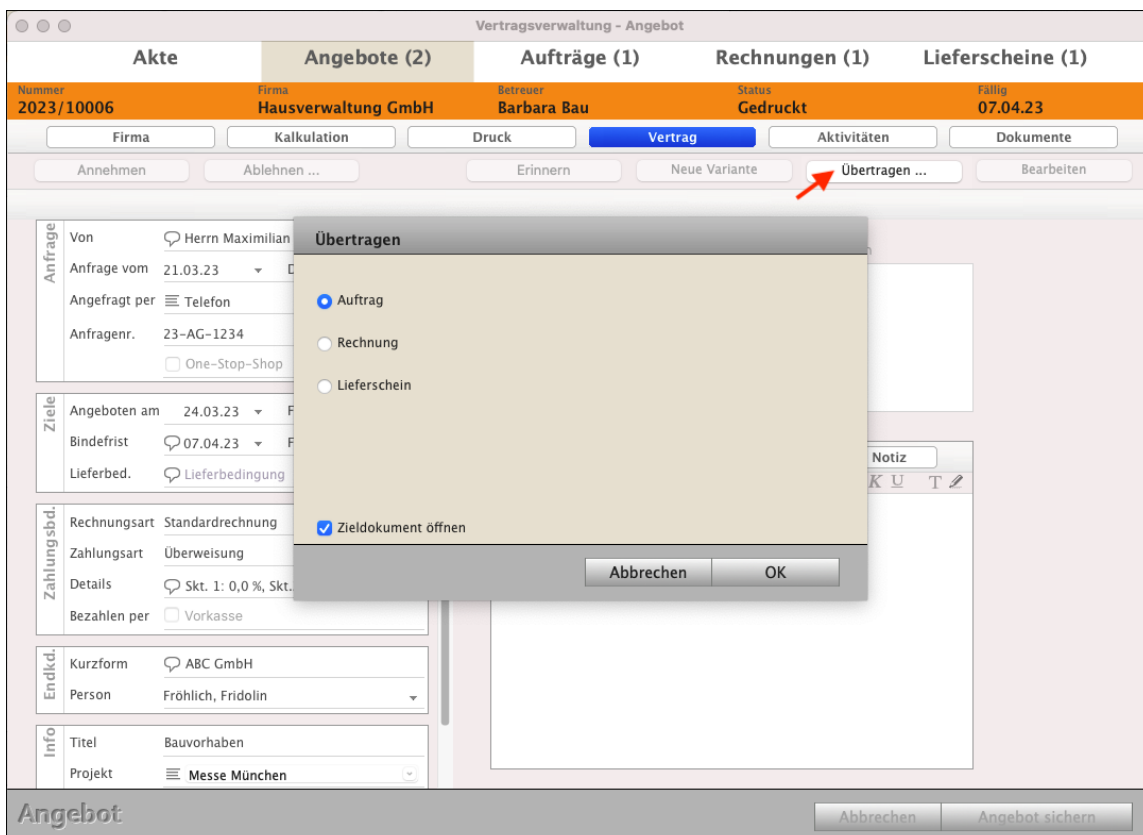 Vertragsverwaltung - Angebot
Akte Angebote (2) Aufträge (1) Rechnungen (1) Lieferscheine (1)
Nummer Firma Betreuer Status Fällig
2023/10006 Hausverwaltung GmbH Barbara Bau Gedruckt 07.04.23
Firma Kalkulation Druck Vertrag Aktivitäten Dokumente
Annehmen Ablehnen ... Erinnern Neue Variante Übertragen ... Bearbeiten
Anfrage
Von Herrn Maximilian
Anfrage vom 21.03.23 D
Angefragt per Telefon
Anfragenr. 23-AG-1234
One-Stop-Shop
Ziele
Angeboten am 24.03.23 F
Bindefrist 07.04.23 F
Lieferbed. Lieferbedingung
Zahlungsbd.
Rechnungsart Standardrechnung
Zahlungsart Überweisung
Details Skt. 1: 0,0 %, Skt.
Bezahlen per Vorkasse
Endkd.
Kurzform ABC GmbH
Person Fröhlich, Fridolin
Info
Titel Bauvorhaben
Projekt Messe München
Übertragen
Auftrag
Rechnung
Lieferschein
Zieldokument öffnen
Abbrechen OK
n
Notiz
K U T
Angebot Abbrechen Angebot sichern